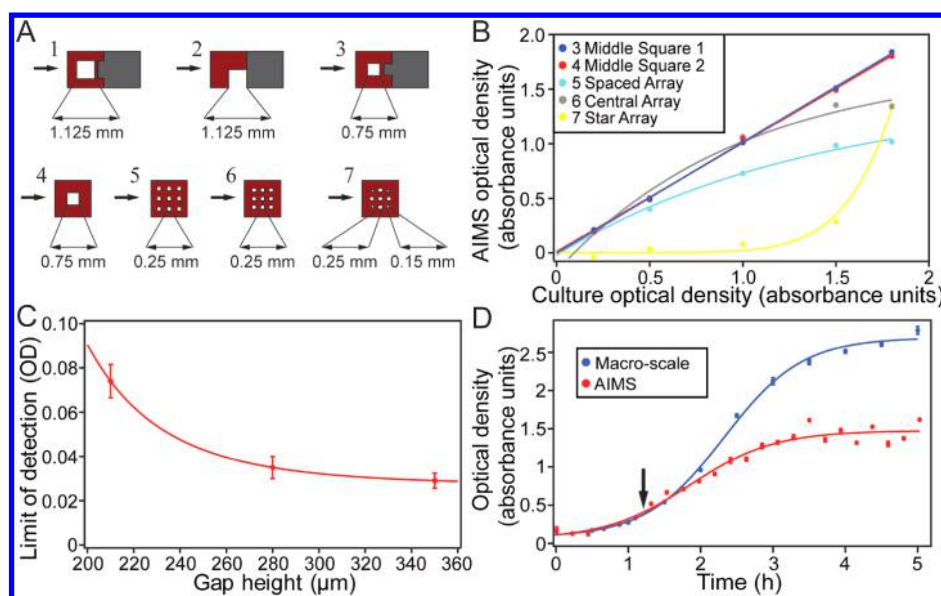 A
1
2
3
1.125 mm
1.125 mm
0.75 mm
4
5
6
7
0.75 mm
0.25 mm
0.25 mm
0.25 mm
0.15 mm
B
AIMS optical density
(absorbance units)
2.0
1.5
1.0
0.5
0
3 Middle Square 1
4 Middle Square 2
5 Spaced Array
6 Central Array
7 Star Array
0
0.5
1.0
1.5
2
Culture optical density (absorbance units)
C
Limit of detection (OD)
0.10
0.08
0.06
0.04
0.02
0
200
220
240
260
280
300
320
340
360
Gap height (μm)
D
Optical density
(absorbance units)
2.5
2
1.5
1
0.5
0
Macro-scale
AIMS
0
1
2
3
4
5
Time (h)